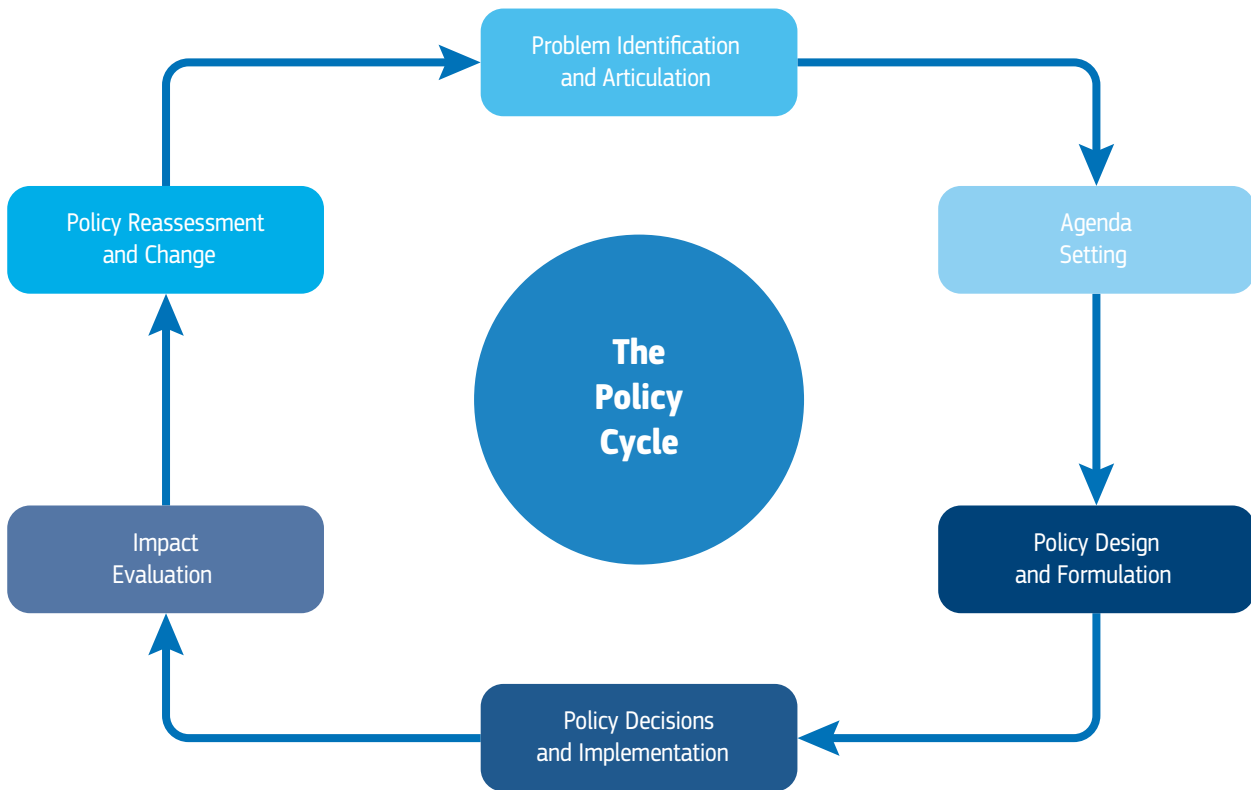 Problem Identification
and Articulation
Policy Reassessment
and Change
Agenda
Setting
The
Policy
Cycle
Impact
Evaluation
Policy Design
and Formulation
Policy Decisions
and Implementation